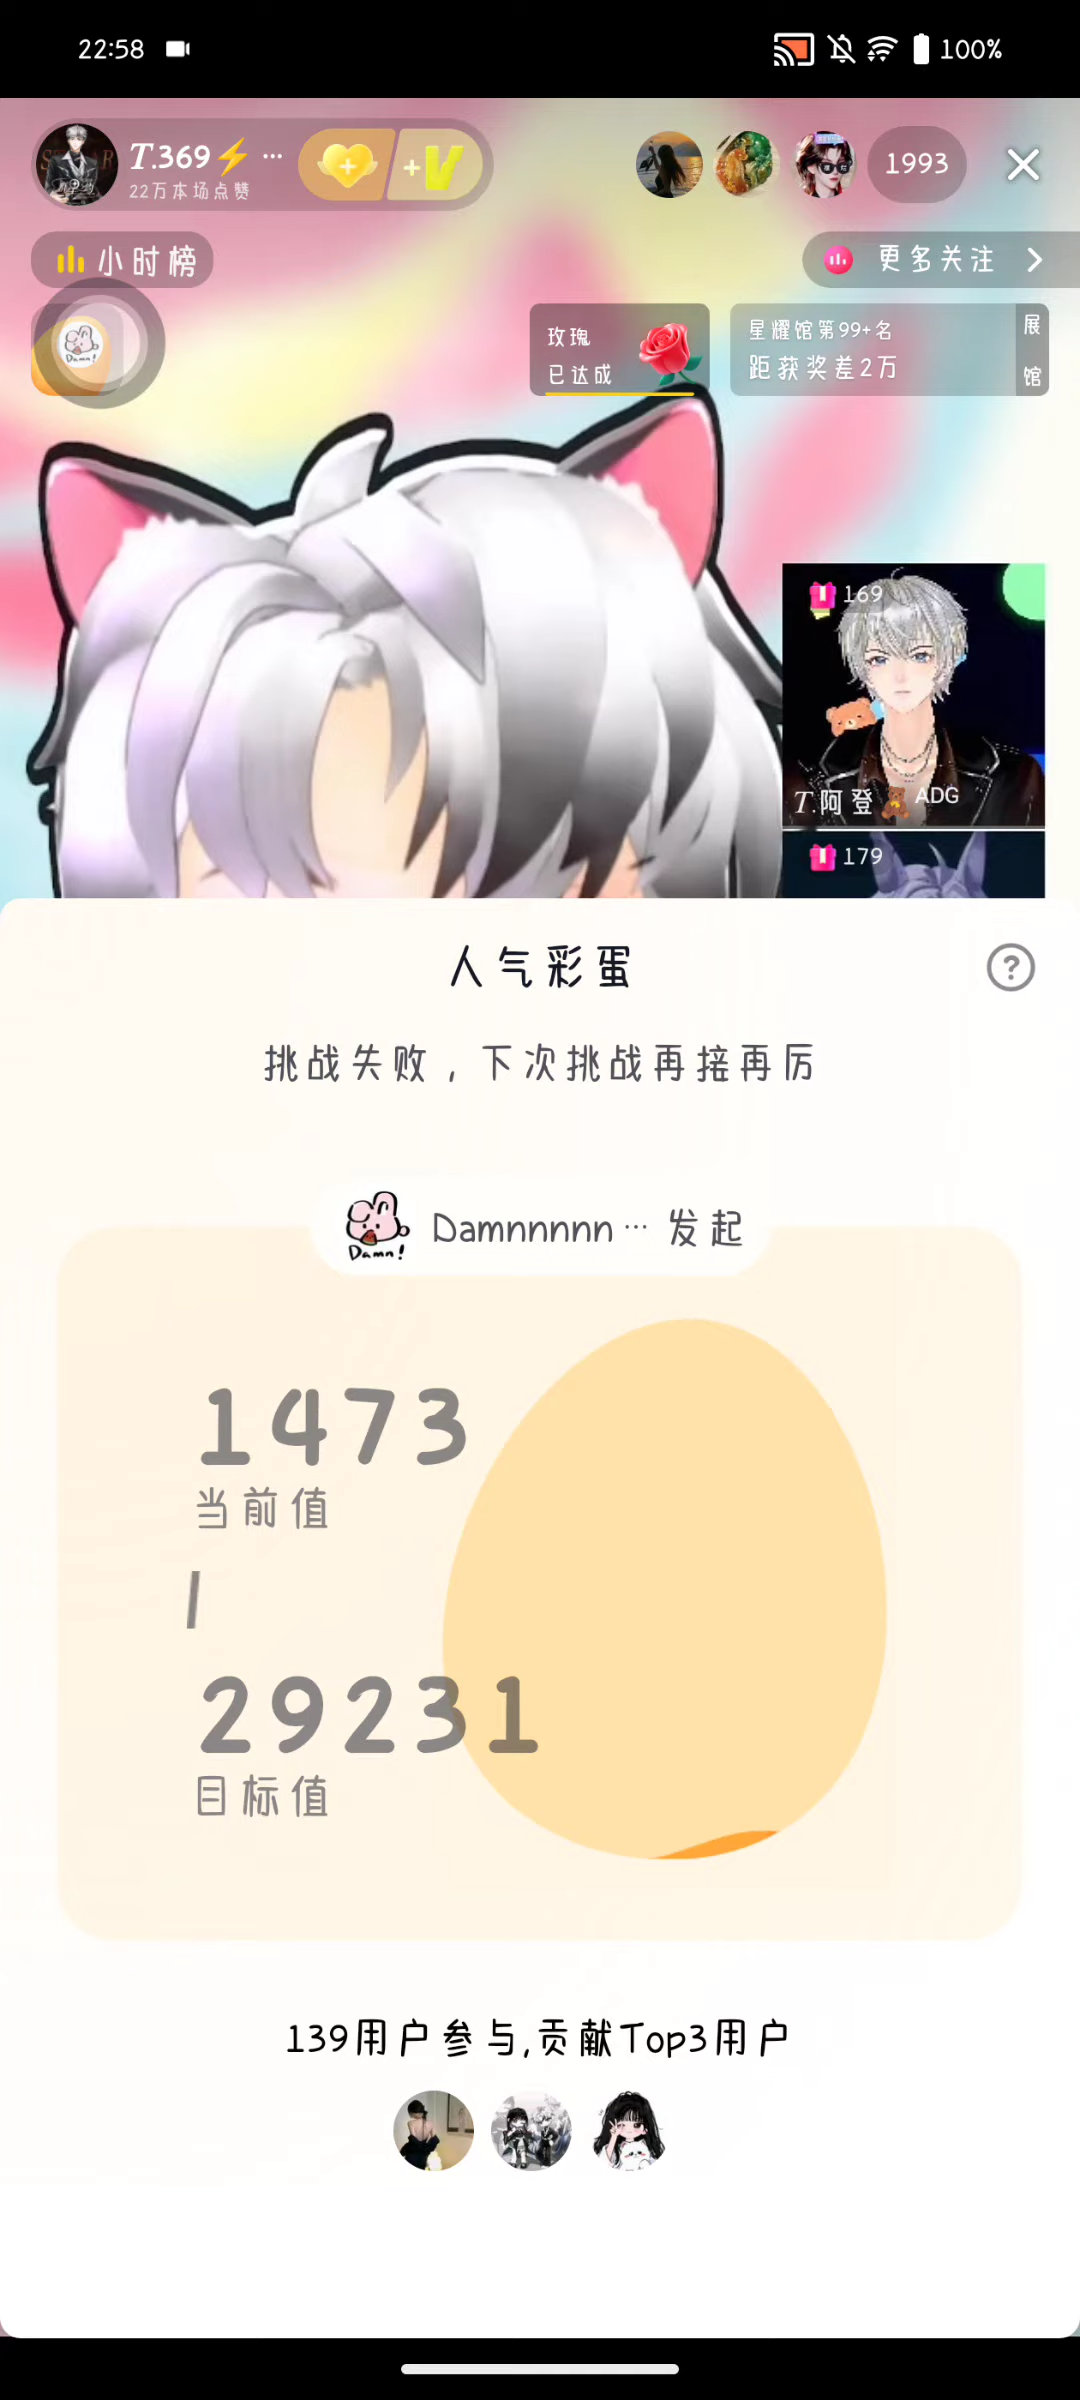 22:58
100%
T.369⚡ ...
22万本场点赞
+V
1993
小时榜
更多关注
玫瑰
已达成
星耀馆第99+名
距获奖差2万
展馆
169
T.阿登🧸ADG
179
人气彩蛋
挑战失败，下次挑战再接再厉
Damn!
Damnnnnn... 发起
1473
当前值
/
29231
目标值
139用户参与,贡献Top3用户